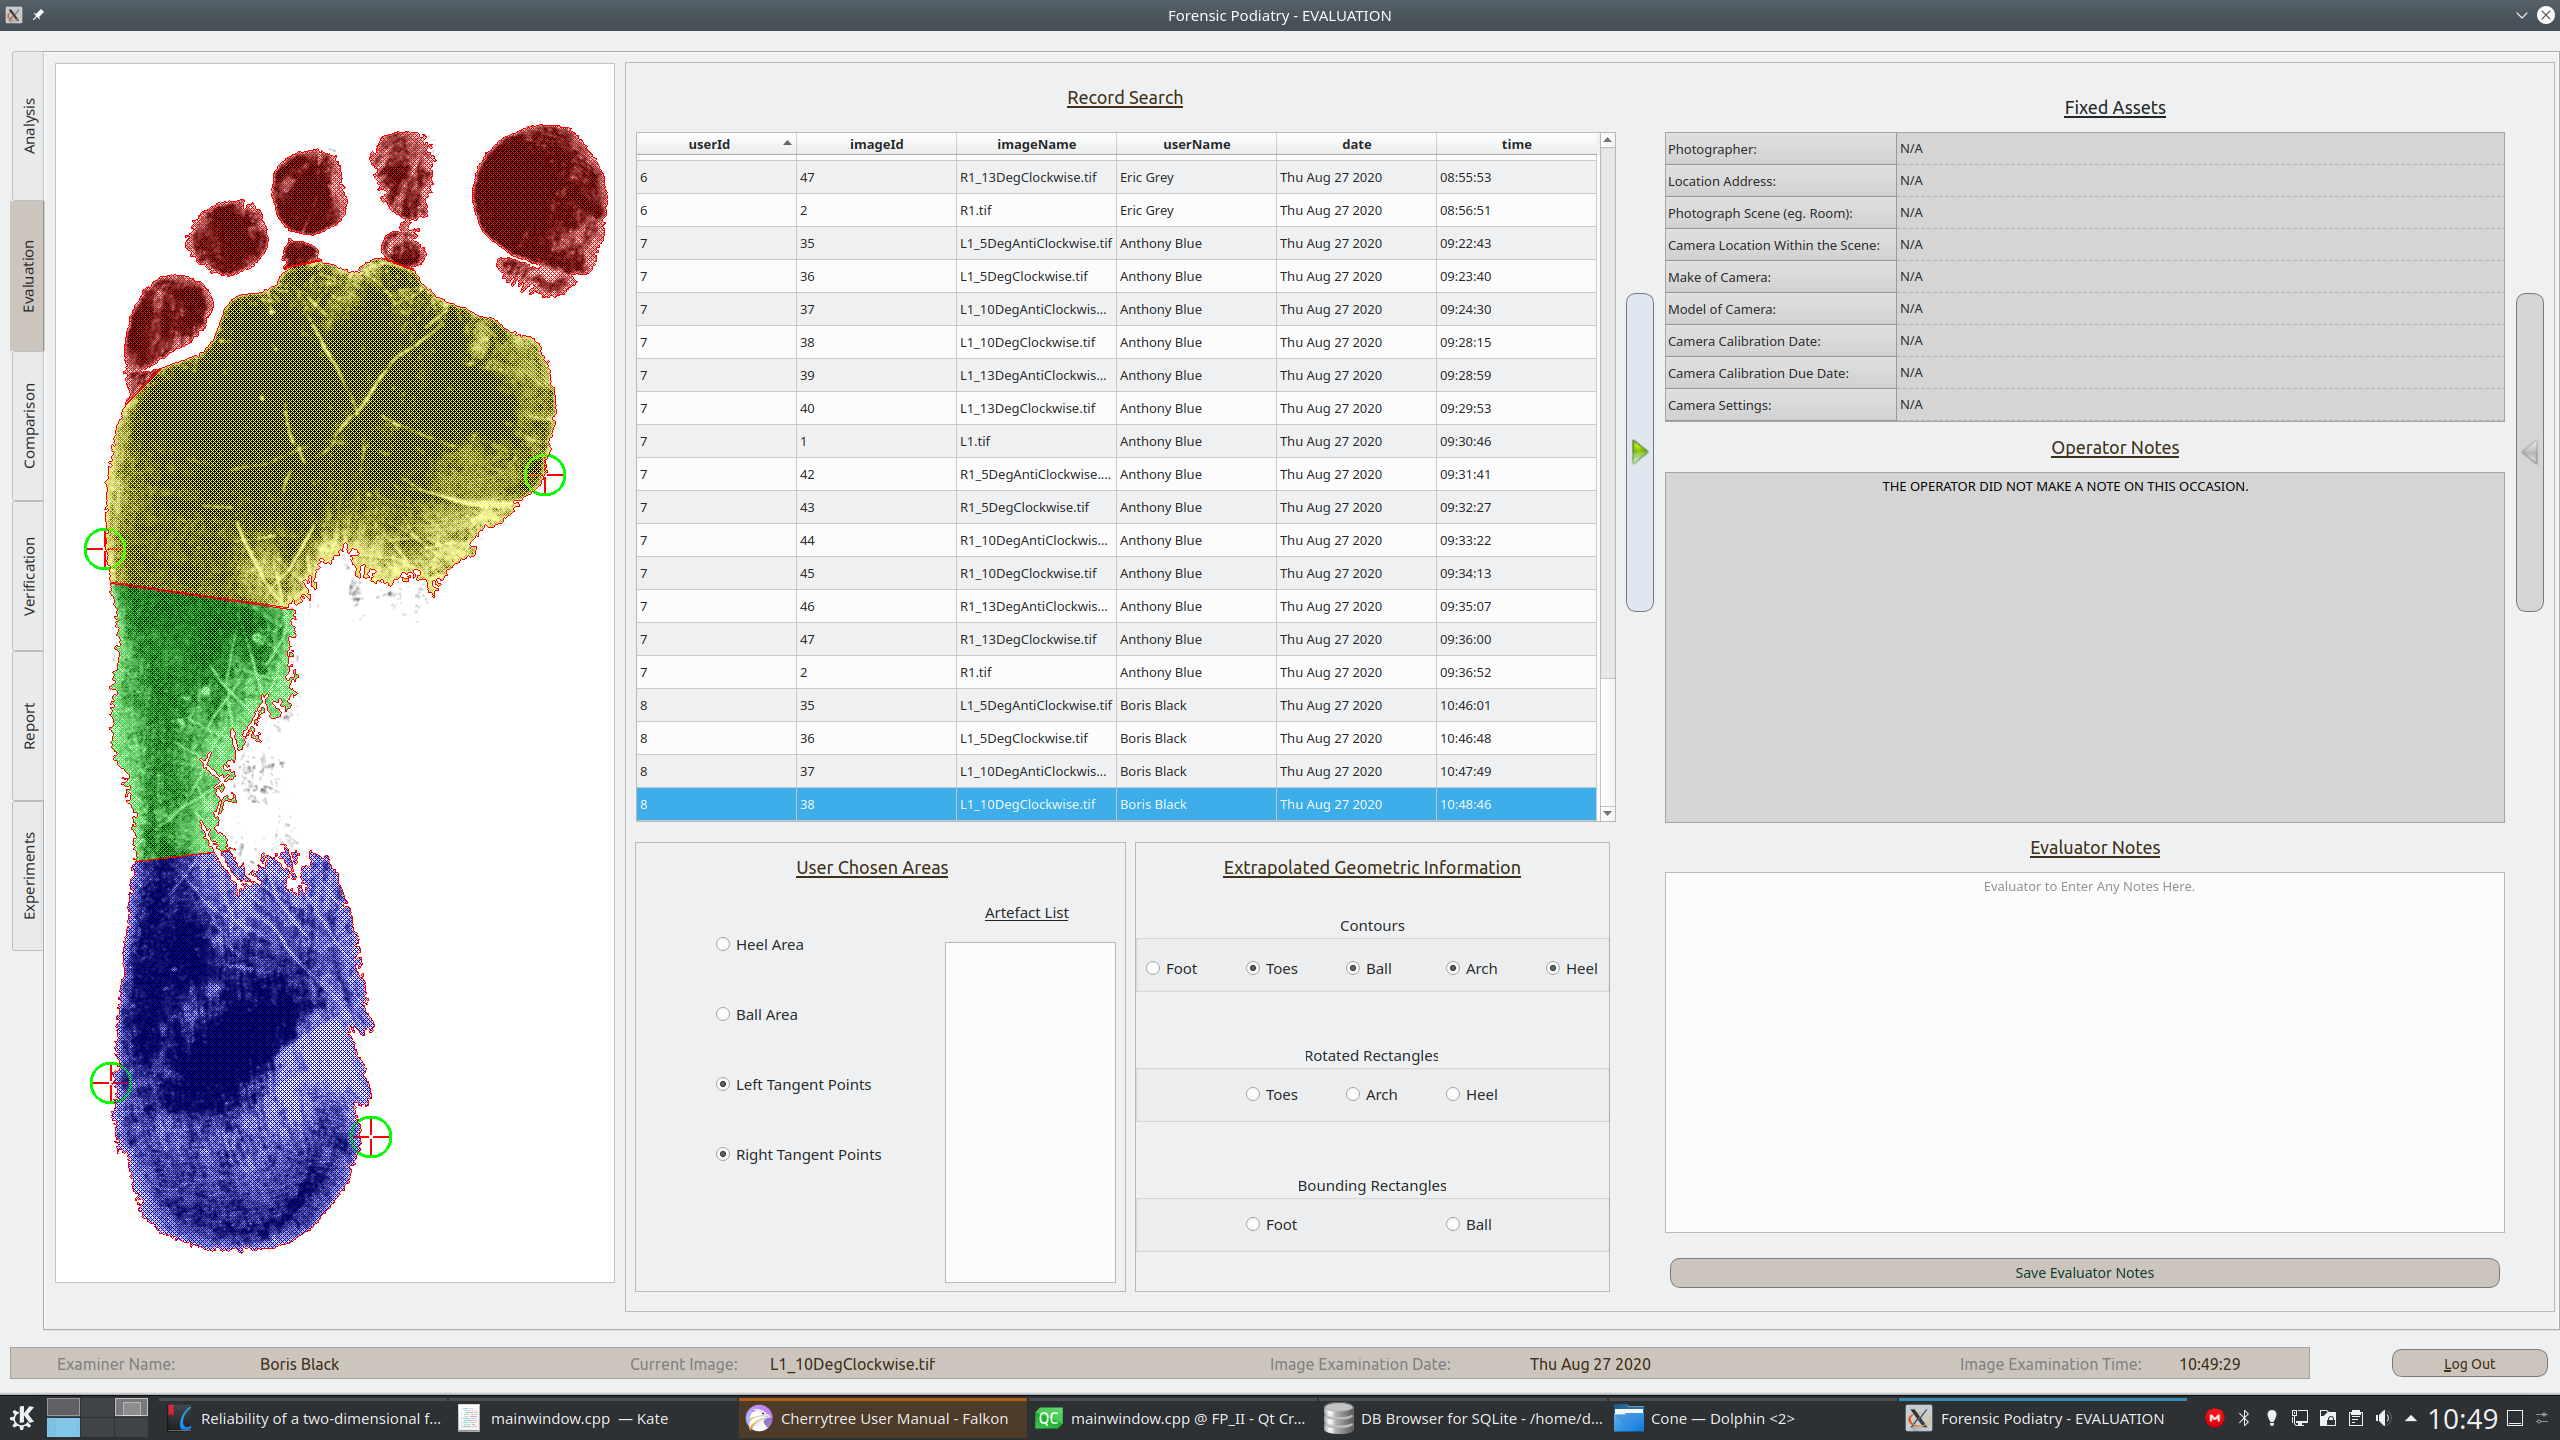 Forensic Podiatry - EVALUATION
Analysis
Evaluation
Comparison
Verification
Report
Experiments
Record Search
userId imageId imageName userName date time
6 47 R1_13DegClockwise.tif Eric Grey Thu Aug 27 2020 08:55:53
6 2 R1.tif Eric Grey Thu Aug 27 2020 08:56:51
7 35 L1_5DegAntiClockwise.tif Anthony Blue Thu Aug 27 2020 09:22:43
7 36 L1_5DegClockwise.tif Anthony Blue Thu Aug 27 2020 09:23:40
7 37 L1_10DegAntiClockwis... Anthony Blue Thu Aug 27 2020 09:24:30
7 38 L1_10DegClockwise.tif Anthony Blue Thu Aug 27 2020 09:28:15
7 39 L1_13DegAntiClockwis... Anthony Blue Thu Aug 27 2020 09:28:59
7 40 L1_13DegClockwise.tif Anthony Blue Thu Aug 27 2020 09:29:53
7 1 L1.tif Anthony Blue Thu Aug 27 2020 09:30:46
7 42 R1_5DegAntiClockwise.... Anthony Blue Thu Aug 27 2020 09:31:41
7 43 R1_5DegClockwise.tif Anthony Blue Thu Aug 27 2020 09:32:27
7 44 R1_10DegAntiClockwis... Anthony Blue Thu Aug 27 2020 09:33:22
7 45 R1_10DegClockwise.tif Anthony Blue Thu Aug 27 2020 09:34:13
7 46 R1_13DegAntiClockwis... Anthony Blue Thu Aug 27 2020 09:35:07
7 47 R1_13DegClockwise.tif Anthony Blue Thu Aug 27 2020 09:36:00
7 2 R1.tif Anthony Blue Thu Aug 27 2020 09:36:52
8 35 L1_5DegAntiClockwise.tif Boris Black Thu Aug 27 2020 10:46:01
8 36 L1_5DegClockwise.tif Boris Black Thu Aug 27 2020 10:46:48
8 37 L1_10DegAntiClockwis... Boris Black Thu Aug 27 2020 10:47:49
8 38 L1_10DegClockwise.tif Boris Black Thu Aug 27 2020 10:48:46
User Chosen Areas
Artefact List
Heel Area
Ball Area
Left Tangent Points
Right Tangent Points
Extrapolated Geometric Information
Contours
Foot Toes Ball Arch Heel
Rotated Rectangles
Toes Arch Heel
Bounding Rectangles
Foot Ball
Fixed Assets
Photographer: N/A
Location Address: N/A
Photograph Scene (eg. Room): N/A
Camera Location Within the Scene: N/A
Make of Camera: N/A
Model of Camera: N/A
Camera Calibration Date: N/A
Camera Calibration Due Date: N/A
Camera Settings: N/A
Operator Notes
THE OPERATOR DID NOT MAKE A NOTE ON THIS OCCASION.
Evaluator Notes
Evaluator to Enter Any Notes Here.
Save Evaluator Notes
Examiner Name: Boris Black Current Image: L1_10DegClockwise.tif Image Examination Date: Thu Aug 27 2020 Image Examination Time: 10:49:29
Log Out
Reliability of a two-dimensional f... mainwindow.cpp — Kate Cherrytree User Manual - Falkon QC mainwindow.cpp @ FP_II - Qt Cr... DB Browser for SQLite - /home/d... Cone — Dolphin <2> Forensic Podiatry - EVALUATION 10:49